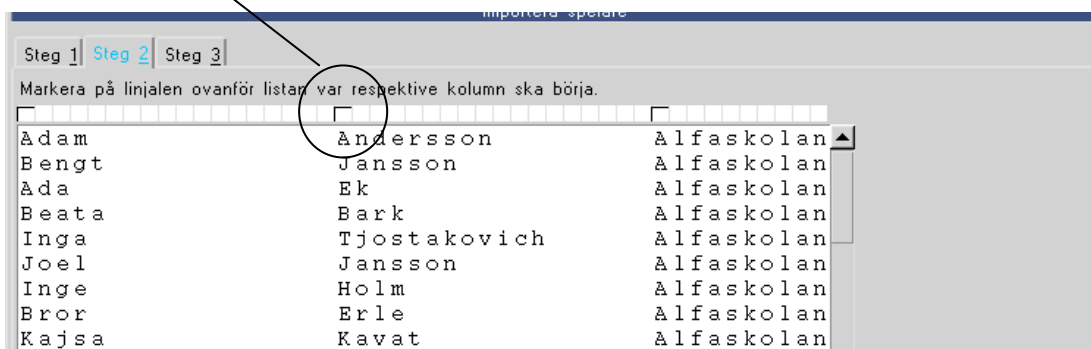 Importera spelare
Steg 1 Steg 2 Steg 3
Markera på linjalen ovanför listan var respektive kolumn ska börja.
Adam Andersson Alfaskolan
Bengt Jansson Alfaskolan
Ada Ek Alfaskolan
Beata Bark Alfaskolan
Inga Tjostakovich Alfaskolan
Joel Jansson Alfaskolan
Inge Holm Alfaskolan
Bror Erle Alfaskolan
Kajsa Kavat Alfaskolan